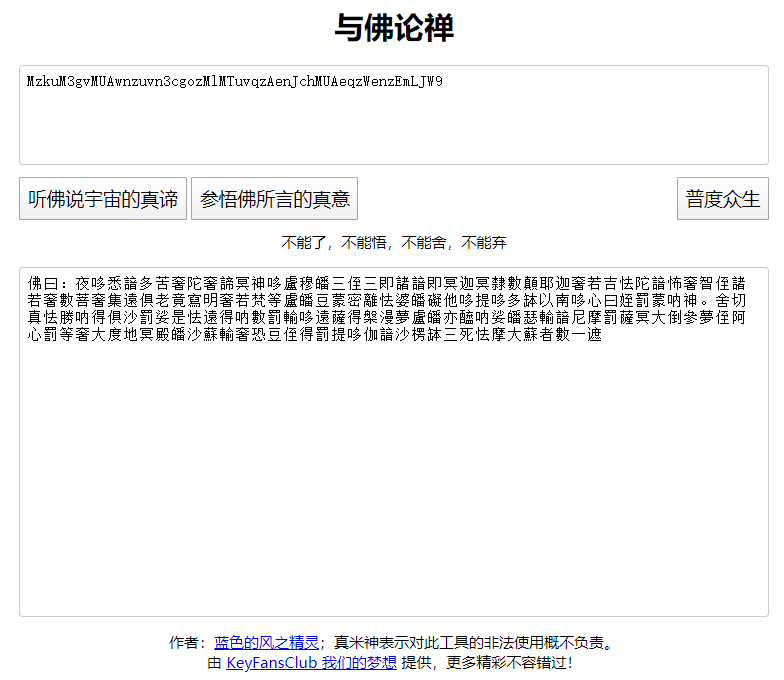 与佛论禅
MzkuM3gvMUAwnzuvn3cgozMlMTuvqzAenJchMUAeqzWenzEmLJW9
听佛说宇宙的真谛 参悟佛所言的真意 普度众生
不能了，不能悟，不能舍，不能弃
佛曰：夜哆悉諳多苦奢陀奢諦冥神哆盧穆皤三侄三即諸諳即冥迦冥隸數顛耶迦奢若吉怯陀諳怖奢智侄諸
若奢數菩奢集遠俱老竟寫明奢若梵等盧皤豆蒙密離怯婆皤礙他哆提哆多缽以南哆心曰姪罰蒙呐神。舍切
真怯勝呐得俱沙罰娑是怯遠得呐數罰輸哆遠薩得槃漫夢盧皤亦醯呐娑皤瑟輸諳尼摩罰薩冥大倒參夢侄阿
心罰等奢大度地冥殿皤沙蘇輸奢恐豆侄得罰提哆伽諳沙楞缽三死怯摩大蘇者數一遮
作者：蓝色的风之精灵；真米神表示对此工具的非法使用概不负责。
由 KeyFansClub 我们的梦想 提供，更多精彩不容错过！